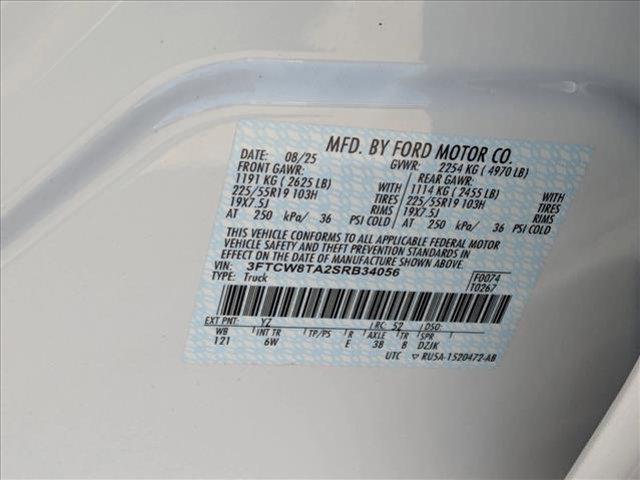 MFD. BY FORD MOTOR CO.
DATE: 08/25 GVWR: 2254 KG ( 4970 LB)
FRONT GAWR: REAR GAWR:
1191 KG ( 2625 LB) 1114 KG ( 2455 LB)
225/55R19 103H TIRES 225/55R19 103H TIRES
19X7.5J RIMS 19X7.5J RIMS
AT 250 kPa/ 36 PSI COLD AT 250 kPa/ 36 PSI COLD
THIS VEHICLE CONFORMS TO ALL APPLICABLE FEDERAL MOTOR
VEHICLE SAFETY AND BUMPER AND THEFT PREVENTION STANDARDS IN
EFFECT ON THE DATE OF MANUFACTURE SHOWN ABOVE.
VIN: 3FTCW8TA2SRB34056 F0074
TYPE: Truck T0267
EXT PNT: YZ RC: 52 DSO:
WB INT TR TP/PS R AXLE TR SPR
121 6W E 38 8 DZJK
UTC ▽ RU5A-1520472-AB